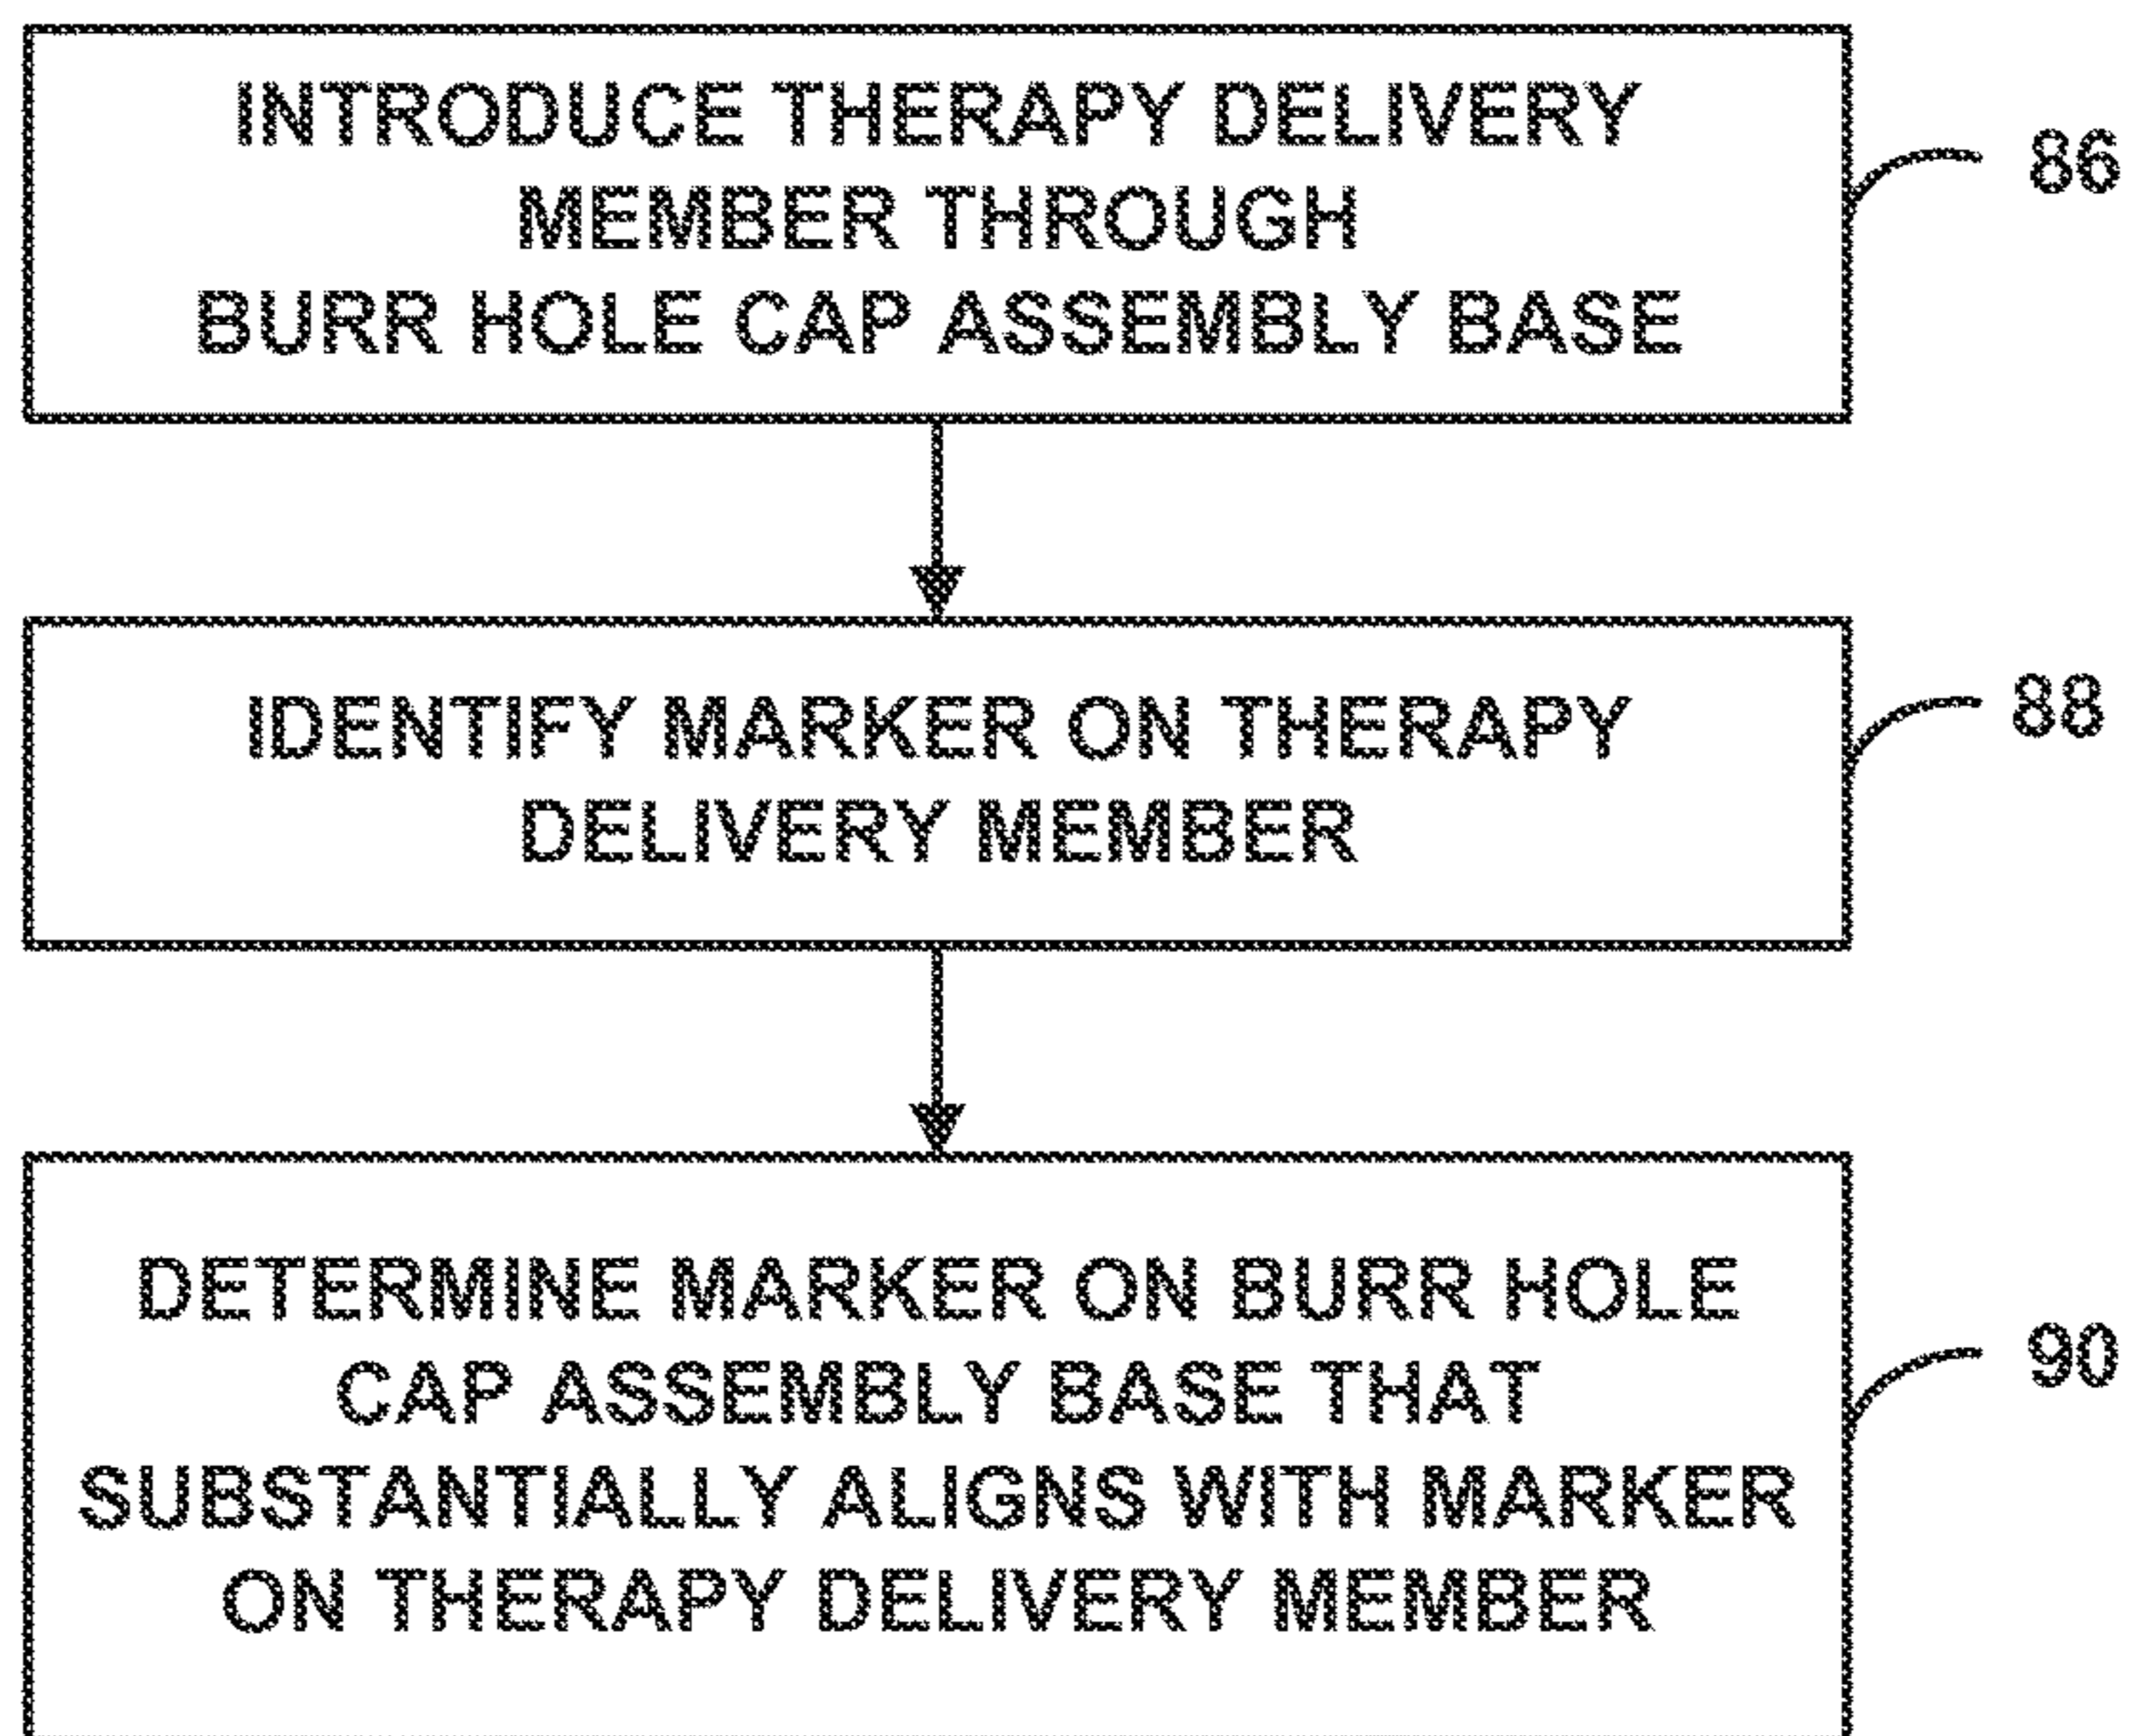 INTRODUCE THERAPY DELIVERY
MEMBER THROUGH
BURR HOLE CAP ASSEMBLY BASE
86
IDENTIFY MARKER ON THERAPY
DELIVERY MEMBER
88
DETERMINE MARKER ON BURR HOLE
CAP ASSEMBLY BASE THAT
SUBSTANTIALLY ALIGNS WITH MARKER
ON THERAPY DELIVERY MEMBER
90